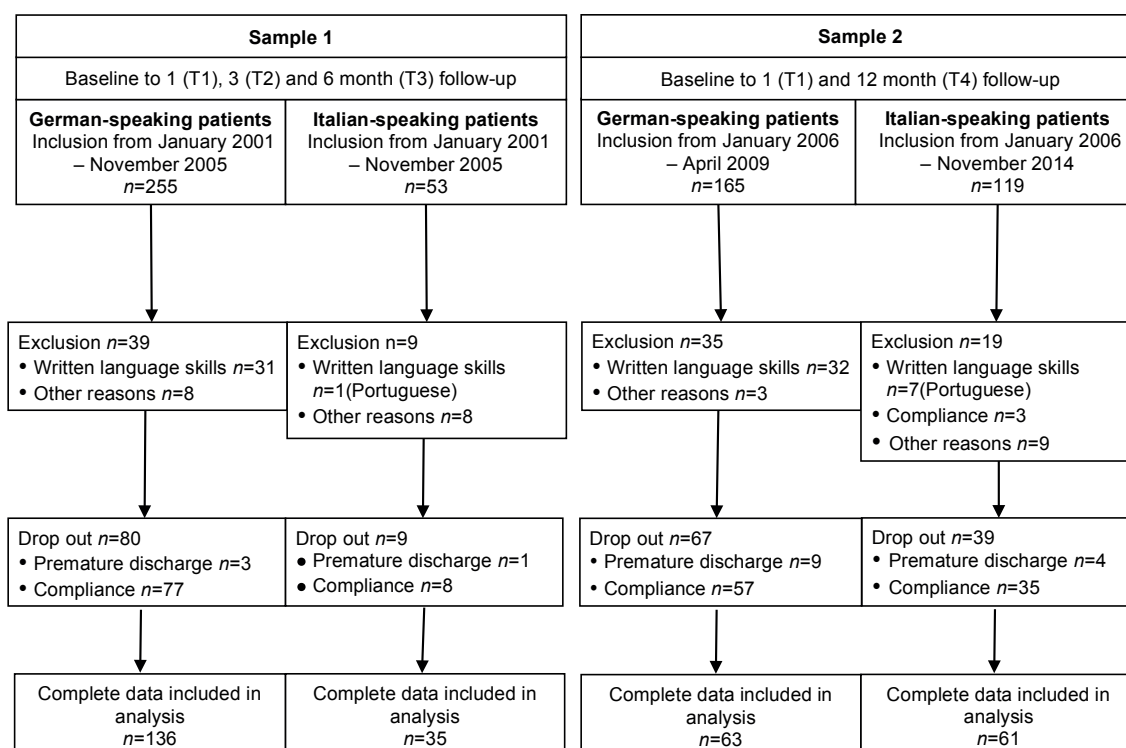 Sample 1
Baseline to 1 (T1), 3 (T2) and 6 month (T3) follow-up
German-speaking patients
Inclusion from January 2001
– November 2005
n=255
Italian-speaking patients
Inclusion from January 2001
– November 2005
n=53
Exclusion n=39
• Written language skills n=31
• Other reasons n=8
Exclusion n=9
• Written language skills
n=1(Portuguese)
• Other reasons n=8
Drop out n=80
• Premature discharge n=3
• Compliance n=77
Drop out n=9
• Premature discharge n=1
• Compliance n=8
Complete data included in
analysis
n=136
Complete data included in
analysis
n=35
Sample 2
Baseline to 1 (T1) and 12 month (T4) follow-up
German-speaking patients
Inclusion from January 2006
– April 2009
n=165
Italian-speaking patients
Inclusion from January 2006
– November 2014
n=119
Exclusion n=35
• Written language skills n=32
• Other reasons n=3
Exclusion n=19
• Written language skills
n=7(Portuguese)
• Compliance n=3
• Other reasons n=9
Drop out n=67
• Premature discharge n=9
• Compliance n=57
Drop out n=39
• Premature discharge n=4
• Compliance n=35
Complete data included in
analysis
n=63
Complete data included in
analysis
n=61